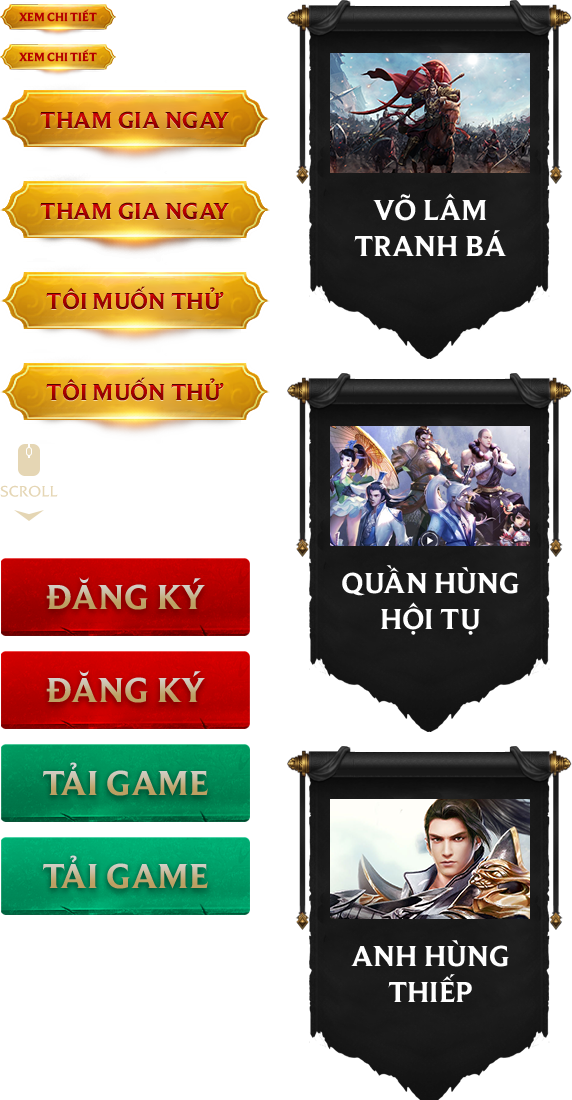 XEM CHI TIẾT
XEM CHI TIẾT
THAM GIA NGAY
THAM GIA NGAY
TÔI MUỐN THỬ
TÔI MUỐN THỬ
SCROLL
ĐĂNG KÝ
ĐĂNG KÝ
TẢI GAME
TẢI GAME
VÕ LÂM
TRANH BÁ
QUẦN HÙNG
HỘI TỤ
ANH HÙNG
THIẾP